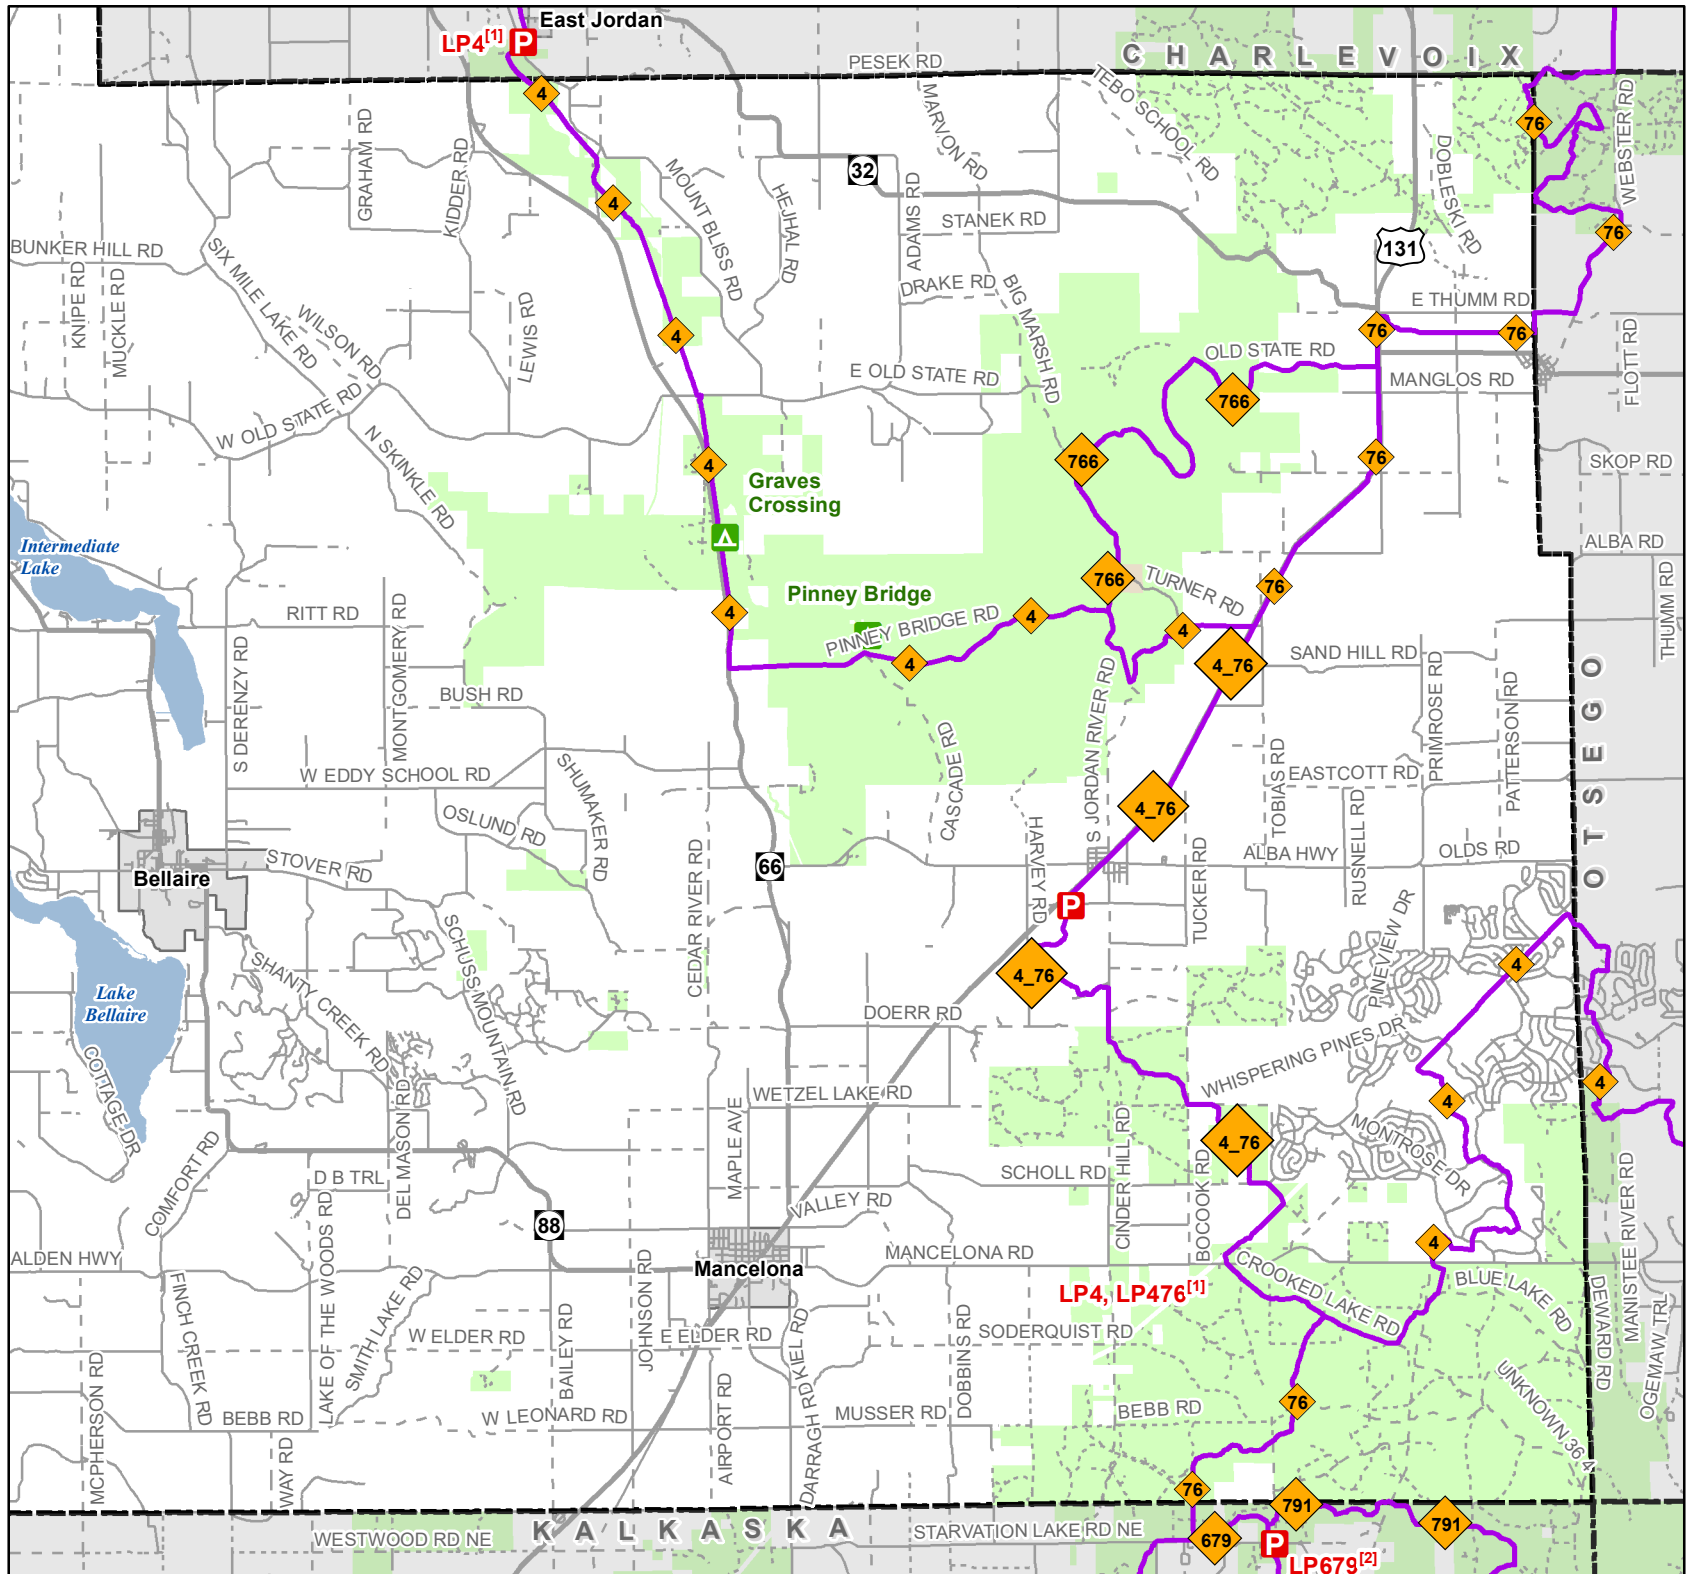 East Jordan
LP4[1]
P
CHARLEVOIX
PESEK RD
4
76
TEBO SCHOOL RD
MARVON RD
WEBSTER RD
GRAHAM RD
KIDDER RD
DOBLESKI RD
32
MOUNT BLISS RD
HEJHAL RD
ADAMS RD
4
STANEK RD
76
131
BUNKER HILL RD
SIX MILE LAKE RD
KNIPE RD
MUCKLE RD
DRAKE RD
BIG MARSH RD
E THUMM RD
WILSON RD
LEWIS RD
4
76
76
OLD STATE RD
FLOTT RD
E OLD STATE RD
MANGLOS RD
766
W OLD STATE RD
N SKINKLE RD
4
766
76
SKOP RD
Graves
Crossing
Intermediate
Lake
ALBA RD
766
TURNER RD
76
THUMM RD
Pinney Bridge
RITT RD
MONTGOMERY RD
4
PINNEY BRIDGE RD
4
4
4
4_76
SAND HILL RD
S DERENZY RD
BUSH RD
S JORDAN RIVER RD
PRIMROSE RD
PATTERSON RD
OTSEGO
W EDDY SCHOOL RD
SHUMAKER RD
CASCADE RD
TOBIAS RD
EASTCOTT RD
OSLUND RD
4_76
HARVEY RD
RUSNELL RD
STOVER RD
66
ALBA HWY
OLDS RD
Bellaire
CEDAR RIVER RD
TUCKER RD
P
PINEVIEW DR
SCHUSS MOUNTAIN RD
SHANTY CREEK RD
4_76
4
Lake
Bellaire
DOERR RD
WHISPERING PINES DR
COTTAGE DR
DEL MASON RD
WETZEL LAKE RD
4
4
MAPLE AVE
CINDER HILL RD
4_76
MONTROSE DR
COMFORT RD
D B TRL
SCHOLL RD
BOCOOK RD
MANISTEE RIVER RD
LAKE OF THE WOODS RD
88
VALLEY RD
4
ALDEN HWY
MANCELONA RD
Mancelona
CROOKED LAKE RD
BLUE LAKE RD
FINCH CREEK RD
SMITH LAKE RD
JOHNSON RD
LP4, LP476[1]
DEWARD RD
OGEMAW TRL
W ELDER RD
BAILEY RD
E ELDER RD
KIEL RD
DOBBINS RD
SODERQUIST RD
MCPHERSON RD
UNKNOWN 36 4
76
BEBB RD
W LEONARD RD
AIRPORT RD
DARRAGH RD
MUSSER RD
BEBB RD
WAY RD
76
791
KALKASKA
WESTWOOD RD NE
STARVATION LAKE RD NE
679
P
791
LP679[2]